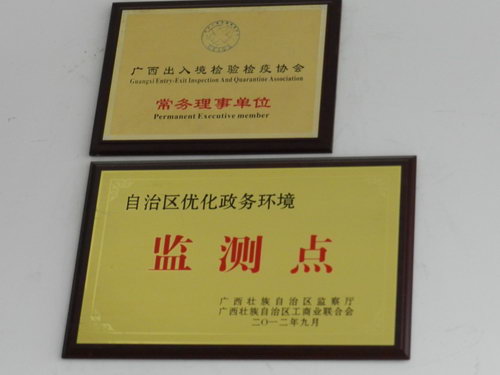 广西出入境检验检疫协会
Guangxi Entry-Exit Inspection And Quarantine Association
常务理事单位
Permanent Executive member
自治区优化政务环境
监测点
广西壮族自治区监察厅
广西壮族自治区工商业联合会
二〇一二年九月